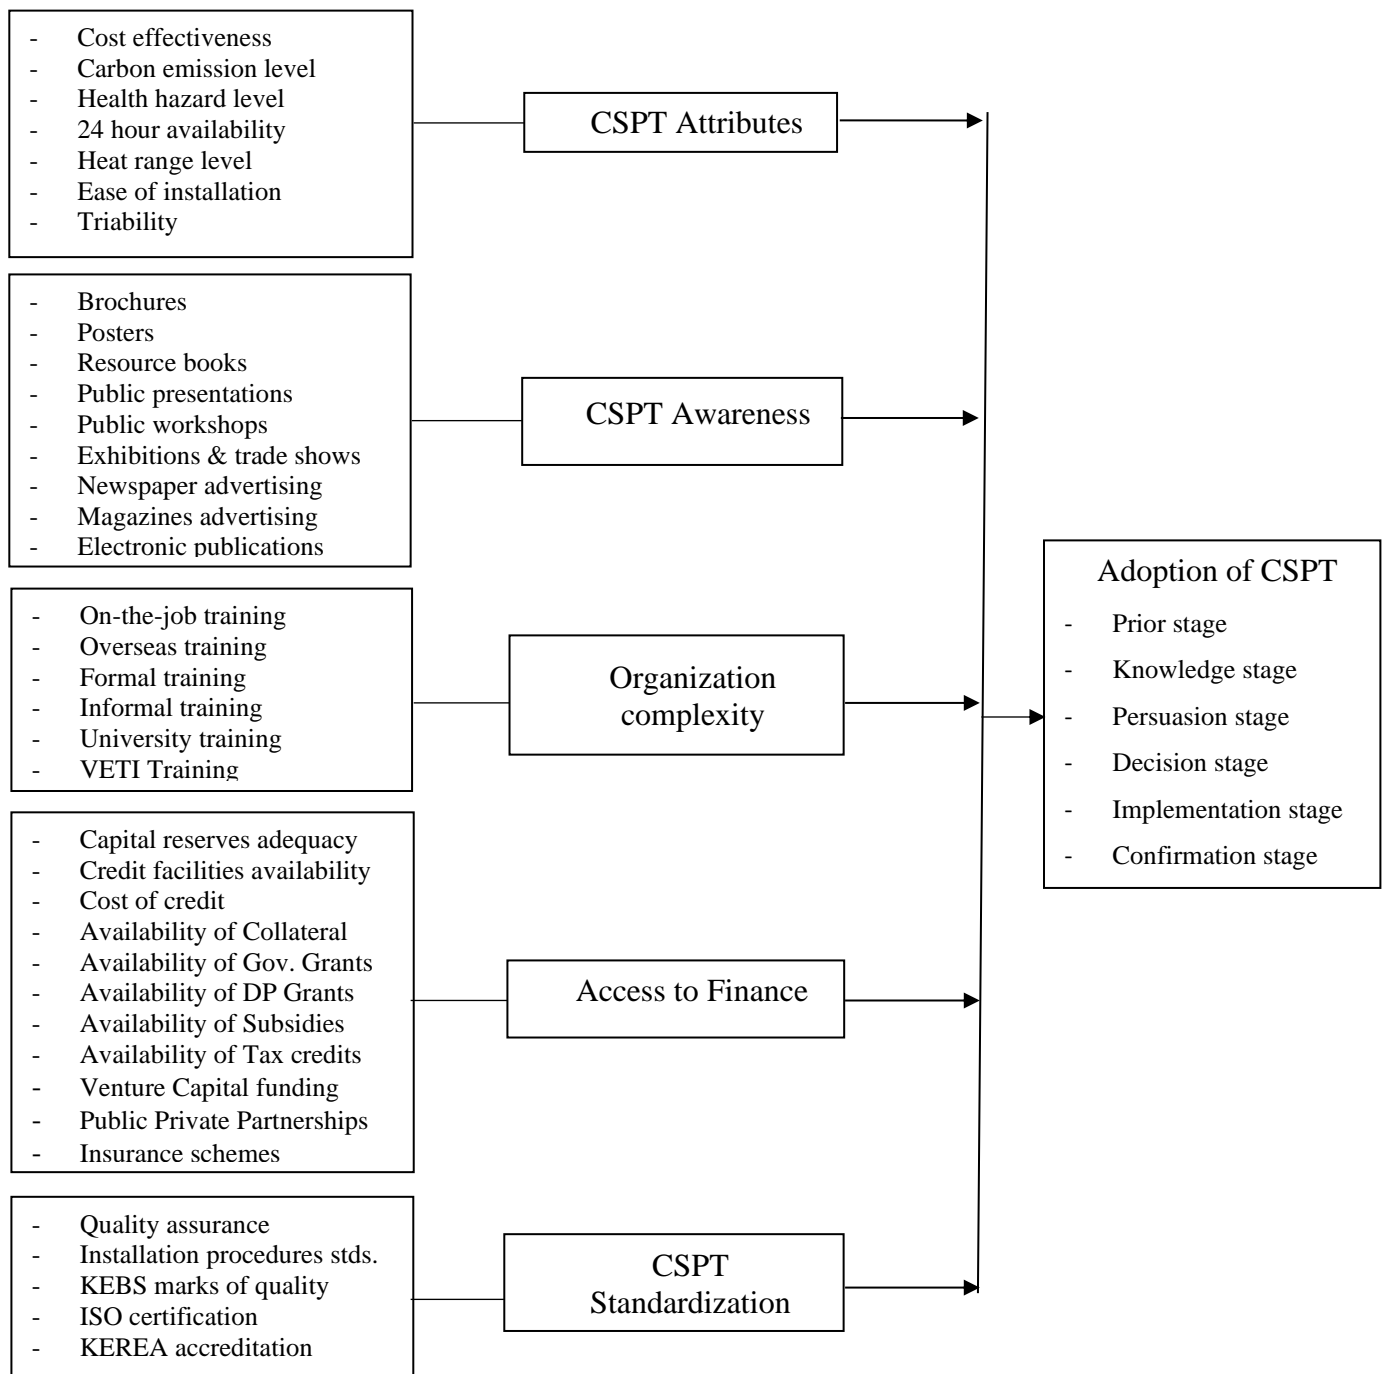 - Cost effectiveness
- Carbon emission level
- Health hazard level
- 24 hour availability
- Heat range level
- Ease of installation
- Triability
CSPT Attributes
- Brochures
- Posters
- Resource books
- Public presentations
- Public workshops
- Exhibitions & trade shows
- Newspaper advertising
- Magazines advertising
- Electronic publications
CSPT Awareness
- On-the-job training
- Overseas training
- Formal training
- Informal training
- University training
- VETI Training
Organization
complexity
- Capital reserves adequacy
- Credit facilities availability
- Cost of credit
- Availability of Collateral
- Availability of Gov. Grants
- Availability of DP Grants
- Availability of Subsidies
- Availability of Tax credits
- Venture Capital funding
- Public Private Partnerships
- Insurance schemes
Access to Finance
- Quality assurance
- Installation procedures stds.
- KEBS marks of quality
- ISO certification
- KEREA accreditation
CSPT
Standardization
Adoption of CSPT
- Prior stage
- Knowledge stage
- Persuasion stage
- Decision stage
- Implementation stage
- Confirmation stage